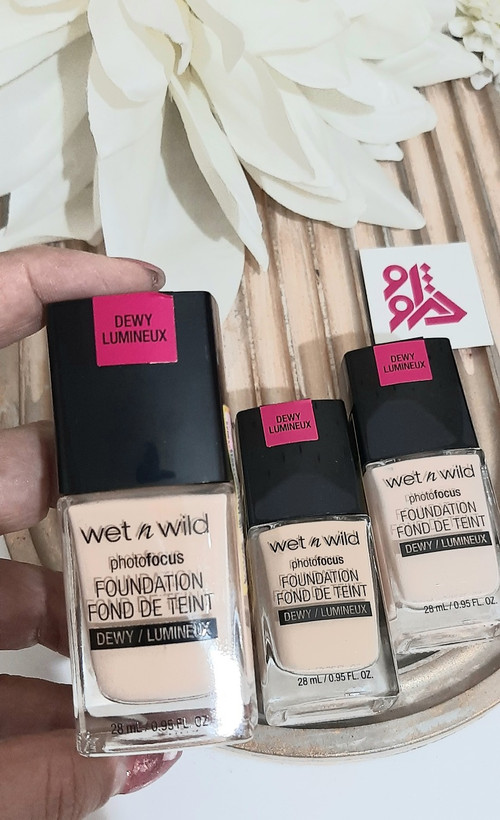 DEWY
LUMINEUX
wet n wild
photofocus
FOUNDATION
FOND DE TEINT
DEWY / LUMINEUX
28 mL / 0.95 FL. OZ.
DEWY
LUMINEUX
wet n wild
photofocus
FOUNDATION
FOND DE TEINT
DEWY / LUMINEUX
28 mL / 0.95 FL. OZ.
DEWY
LUMINEUX
wet n wild
photofocus
FOUNDATION
FOND DE TEINT
DEWY / LUMINEUX
28 mL / 0.95 FL. OZ.